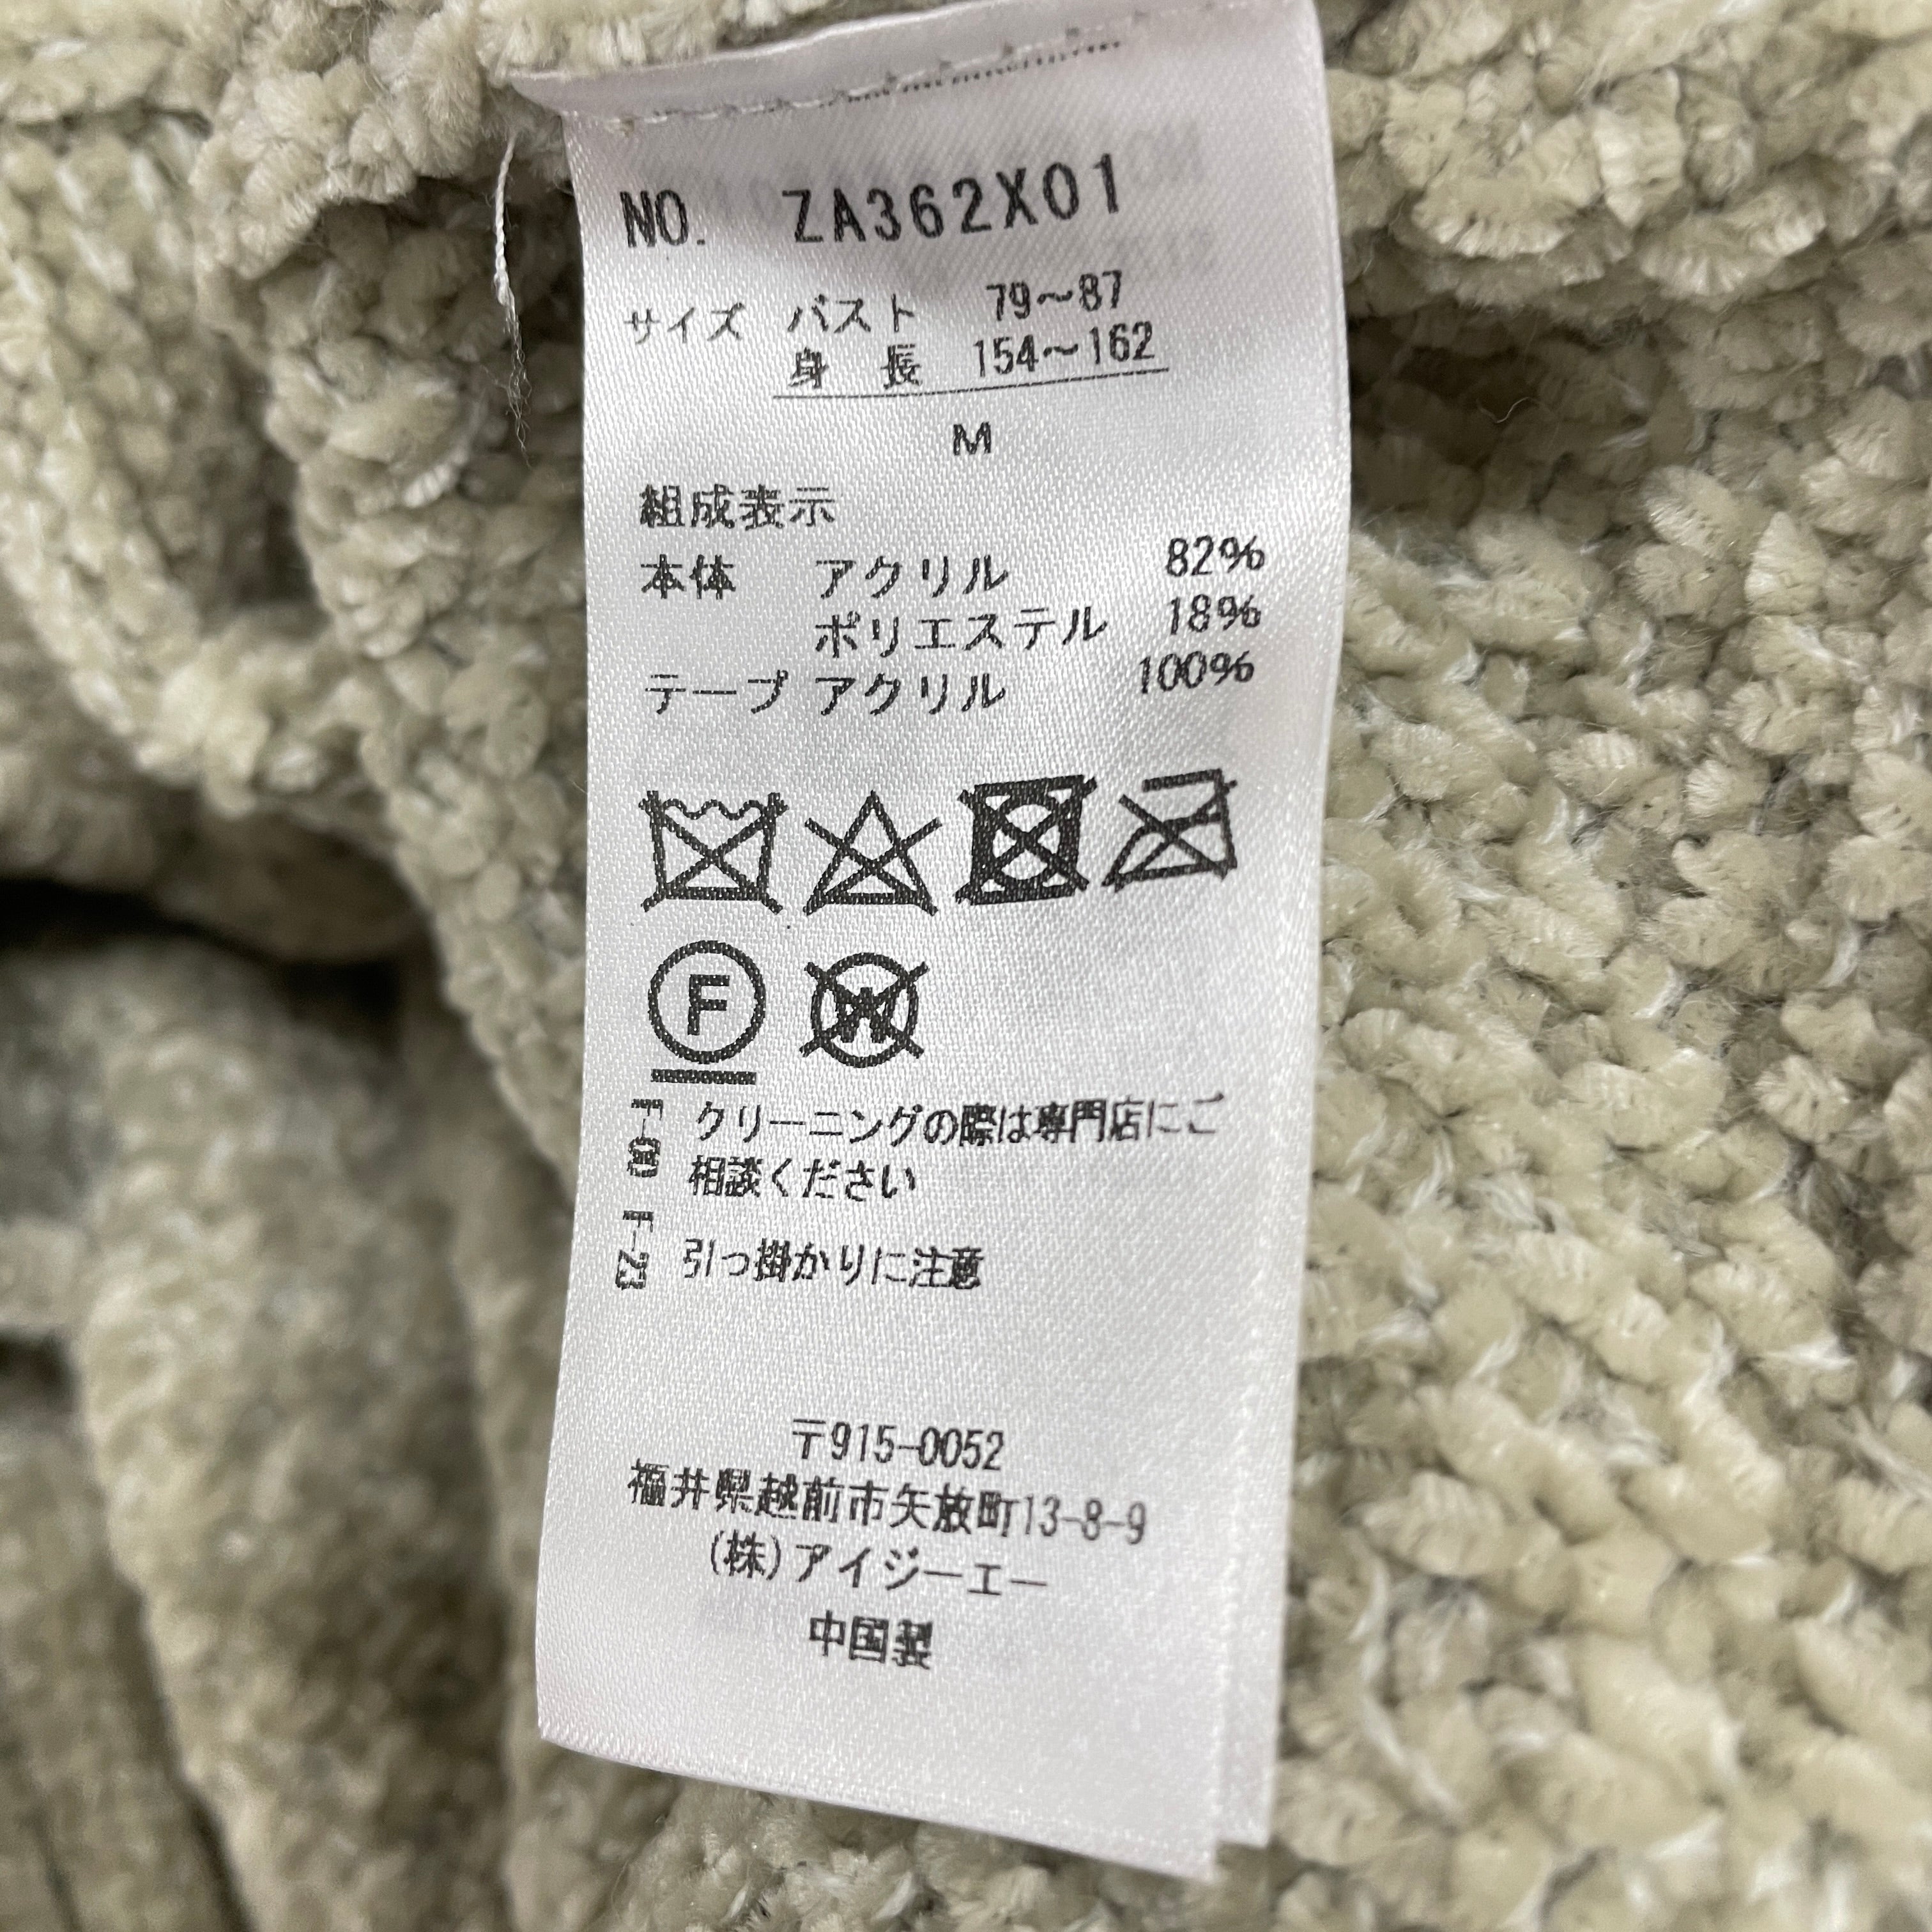 NO. ZA362X01
サイズ バスト 79～87
身長 154～162
M
組成表示
本体 アクリル 82%
ポリエステル 18%
テープ アクリル 100%
F W
F-00 クリーニングの際は専門店にご
相談ください
F-23 引っ掛かりに注意
〒915-0052
福井県越前市矢放町13-8-9
(株)アイジーエー
中国製